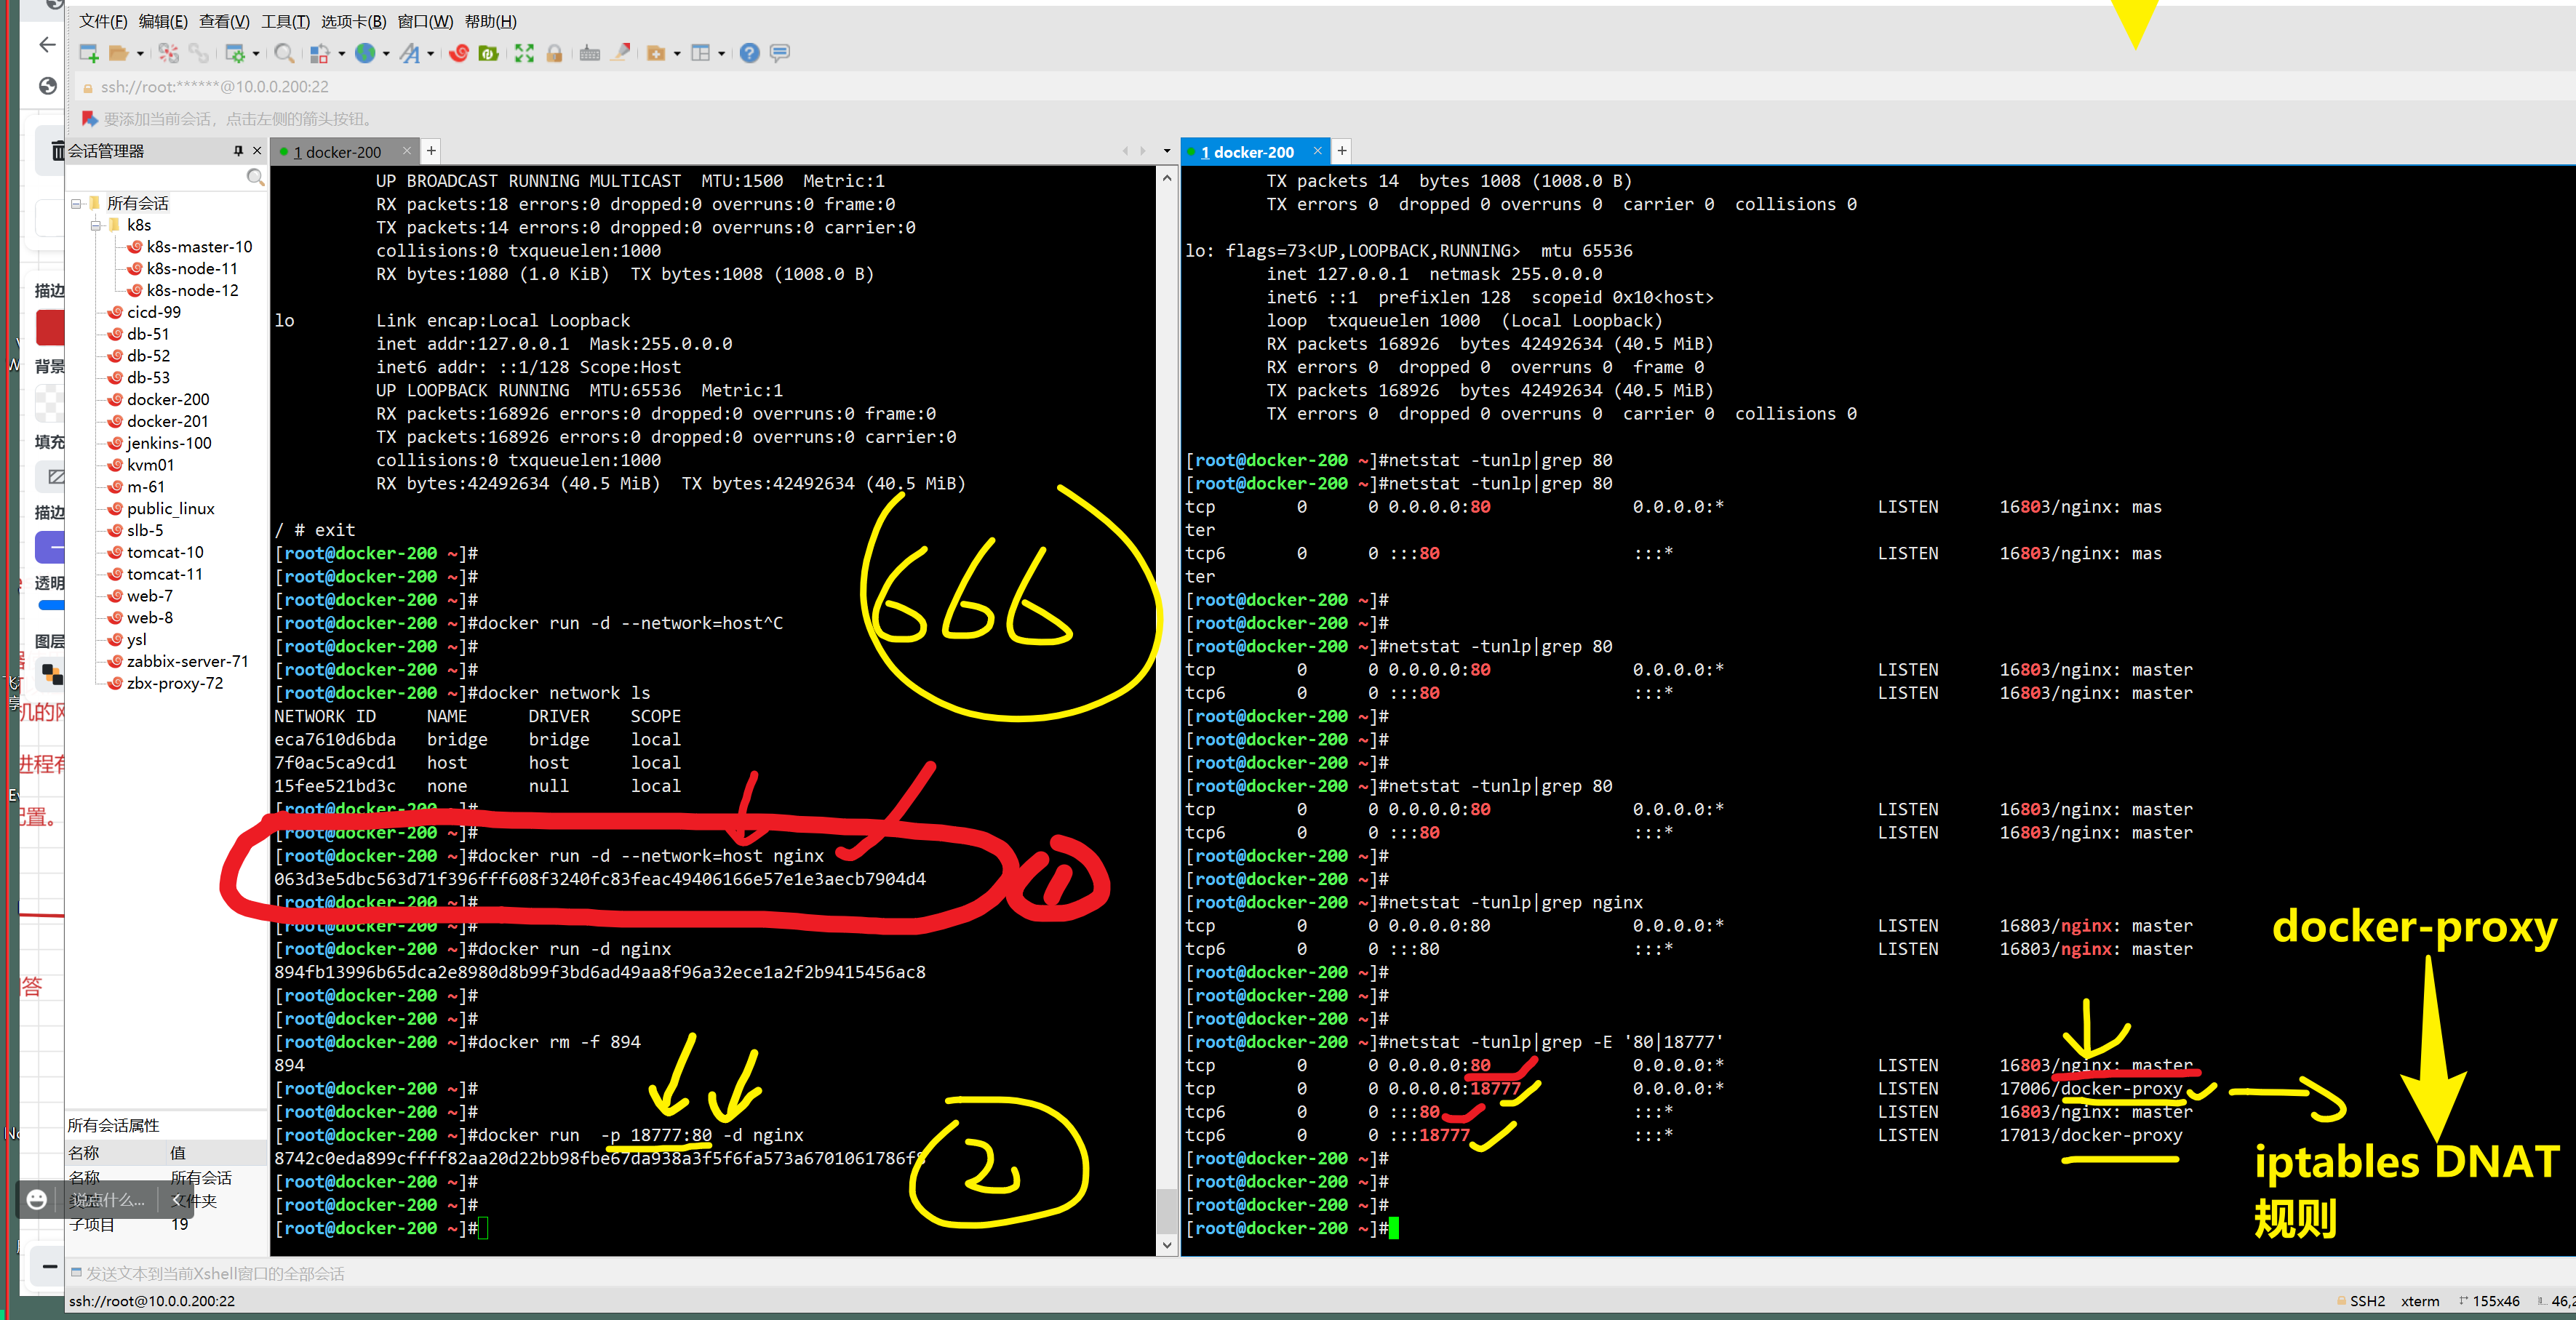 文件(F) 编辑(E) 查看(V) 工具(T) 选项卡(B) 窗口(W) 帮助(H)
ssh://root:******@10.0.0.200:22
要添加当前会话，点击左侧的箭头按钮。
会话管理器
所有会话
k8s
k8s-master-10
k8s-node-11
k8s-node-12
cicd-99
db-51
db-52
db-53
docker-200
docker-201
jenkins-100
kvm01
m-61
public_linux
slb-5
tomcat-10
tomcat-11
web-7
web-8
ysl
zabbix-server-71
zbx-proxy-72
所有会话属性
名称 值
名称 所有会话
说点什么...
文件夹
子项目 19
描边
背景
填充
描边
透明
图层
机的网
进程有
配置。
1 docker-200
UP BROADCAST RUNNING MULTICAST  MTU:1500  Metric:1
RX packets:18 errors:0 dropped:0 overruns:0 frame:0
TX packets:14 errors:0 dropped:0 overruns:0 carrier:0
collisions:0 txqueuelen:1000
RX bytes:1080 (1.0 KiB)  TX bytes:1008 (1008.0 B)
lo        Link encap:Local Loopback
inet addr:127.0.0.1  Mask:255.0.0.0
inet6 addr: ::1/128 Scope:Host
UP LOOPBACK RUNNING  MTU:65536  Metric:1
RX packets:168926 errors:0 dropped:0 overruns:0 frame:0
TX packets:168926 errors:0 dropped:0 overruns:0 carrier:0
collisions:0 txqueuelen:1000
RX bytes:42492634 (40.5 MiB)  TX bytes:42492634 (40.5 MiB)
/ # exit
[root@docker-200 ~]#
[root@docker-200 ~]#
[root@docker-200 ~]#
[root@docker-200 ~]#docker run -d --network=host^C
[root@docker-200 ~]#
[root@docker-200 ~]#
[root@docker-200 ~]#docker network ls
NETWORK ID     NAME      DRIVER    SCOPE
eca7610d6bda   bridge    bridge    local
7f0ac5ca9cd1   host      host      local
15fee521bd3c   none      null      local
[root@docker-200 ~]#
[root@docker-200 ~]#
[root@docker-200 ~]#docker run -d --network=host nginx
063d3e5dbc563d71f396fff608f3240fc83feac49406166e57e1e3aecb7904d4
[root@docker-200 ~]#
[root@docker-200 ~]#
[root@docker-200 ~]#docker run -d nginx
894fb13996b65dca2e8980d8b99f3bd6ad49aa8f96a32ece1a2f2b9415456ac8
[root@docker-200 ~]#
[root@docker-200 ~]#
[root@docker-200 ~]#docker rm -f 894
894
[root@docker-200 ~]#
[root@docker-200 ~]#
[root@docker-200 ~]#docker run  -p 18777:80 -d nginx
8742c0eda899cffff82aa20d22bb98fbe67da938a3f5f6fa573a6701061786f8
[root@docker-200 ~]#
[root@docker-200 ~]#
[root@docker-200 ~]#
666
1
2
1 docker-200
TX packets 14  bytes 1008 (1008.0 B)
TX errors 0  dropped 0 overruns 0  carrier 0  collisions 0
lo: flags=73<UP,LOOPBACK,RUNNING>  mtu 65536
inet 127.0.0.1  netmask 255.0.0.0
inet6 ::1  prefixlen 128  scopeid 0x10<host>
loop  txqueuelen 1000  (Local Loopback)
RX packets 168926  bytes 42492634 (40.5 MiB)
RX errors 0  dropped 0  overruns 0  frame 0
TX packets 168926  bytes 42492634 (40.5 MiB)
TX errors 0  dropped 0 overruns 0  carrier 0  collisions 0
[root@docker-200 ~]#netstat -tunlp|grep 80
[root@docker-200 ~]#netstat -tunlp|grep 80
tcp        0      0 0.0.0.0:80              0.0.0.0:*               LISTEN      16803/nginx: mas
ter
tcp6       0      0 :::80                   :::*                    LISTEN      16803/nginx: mas
ter
[root@docker-200 ~]#
[root@docker-200 ~]#
[root@docker-200 ~]#netstat -tunlp|grep 80
tcp        0      0 0.0.0.0:80              0.0.0.0:*               LISTEN      16803/nginx: master
tcp6       0      0 :::80                   :::*                    LISTEN      16803/nginx: master
[root@docker-200 ~]#
[root@docker-200 ~]#
[root@docker-200 ~]#
[root@docker-200 ~]#netstat -tunlp|grep 80
tcp        0      0 0.0.0.0:80              0.0.0.0:*               LISTEN      16803/nginx: master
tcp6       0      0 :::80                   :::*                    LISTEN      16803/nginx: master
[root@docker-200 ~]#
[root@docker-200 ~]#
[root@docker-200 ~]#netstat -tunlp|grep nginx
tcp        0      0 0.0.0.0:80              0.0.0.0:*               LISTEN      16803/nginx: master
tcp6       0      0 :::80                   :::*                    LISTEN      16803/nginx: master
[root@docker-200 ~]#
[root@docker-200 ~]#
[root@docker-200 ~]#
[root@docker-200 ~]#netstat -tunlp|grep -E '80|18777'
tcp        0      0 0.0.0.0:80              0.0.0.0:*               LISTEN      16803/nginx: master
tcp        0      0 0.0.0.0:18777           0.0.0.0:*               LISTEN      17006/docker-proxy
tcp6       0      0 :::80                   :::*                    LISTEN      16803/nginx: master
tcp6       0      0 :::18777                :::*                    LISTEN      17013/docker-proxy
[root@docker-200 ~]#
[root@docker-200 ~]#
[root@docker-200 ~]#
[root@docker-200 ~]#
docker-proxy
iptables DNAT
规则
发送文本到当前Xshell窗口的全部会话
ssh://root@10.0.0.200:22
SSH2 xterm 155x46